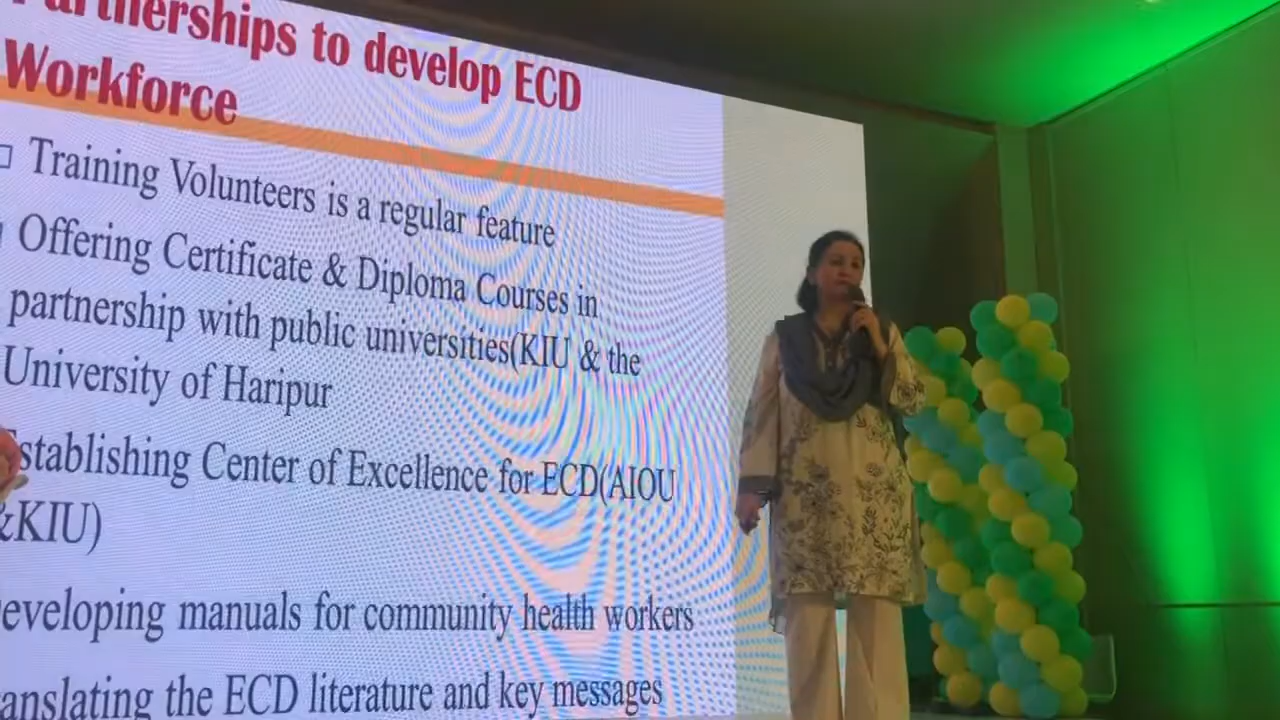 Partnerships to develop ECD
Workforce
Training Volunteers is a regular feature
Offering Certificate & Diploma Courses in
partnership with public universities(KIU & the
University of Haripur
Establishing Center of Excellence for ECD(AIOU
&KIU)
eveloping manuals for community health workers
anslating the ECD literature and key messages